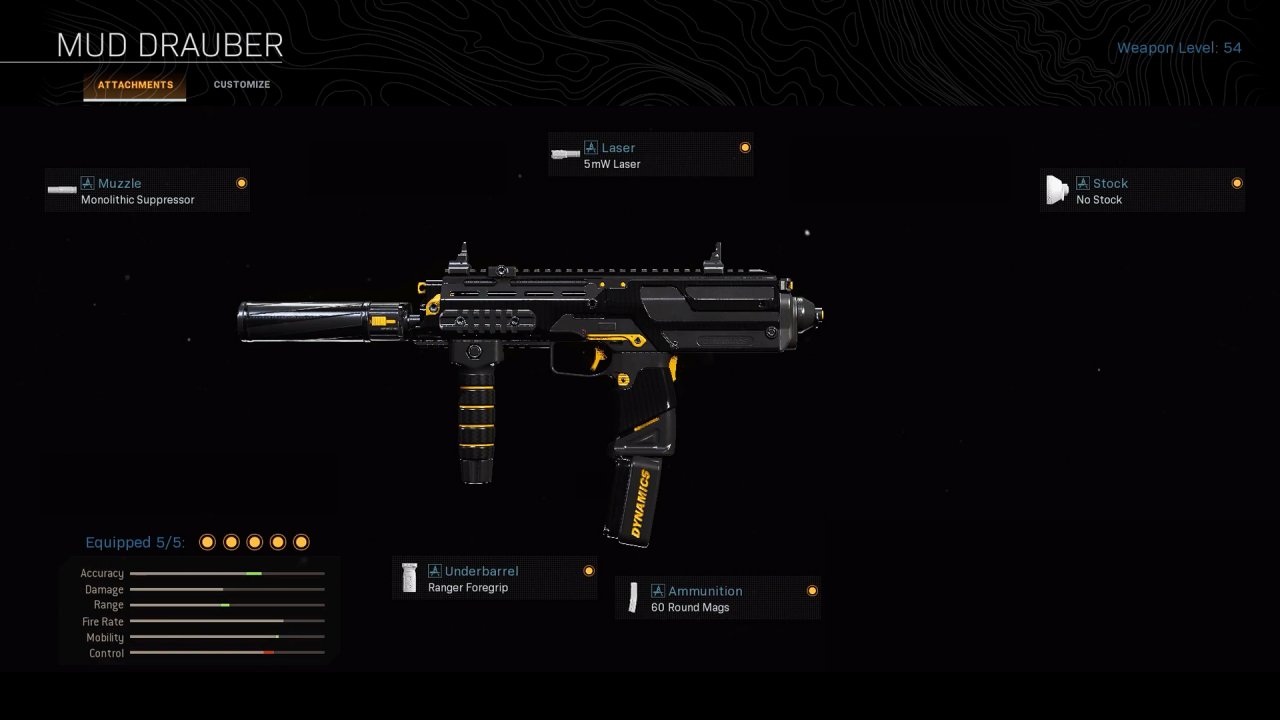 MUD DRAUBER
Weapon Level: 54
ATTACHMENTS
CUSTOMIZE
Laser
5mW Laser
Muzzle
Monolithic Suppressor
Stock
No Stock
DYNAMICS
Equipped 5/5:
Underbarrel
Ranger Foregrip
Ammunition
60 Round Mags
Accuracy
Damage
Range
Fire Rate
Mobility
Control